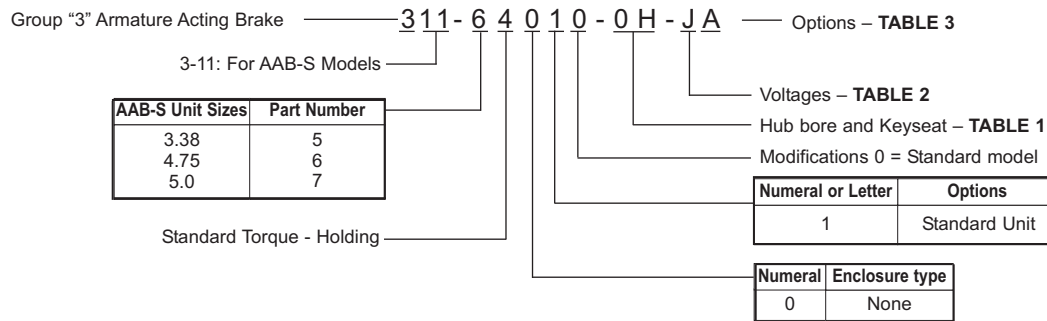 Group “3” Armature Acting Brake 311-64010-0H-JA Options – TABLE 3
3-11: For AAB-S Models
Voltages – TABLE 2
AAB-S Unit Sizes Part Number
Hub bore and Keyseat – TABLE 1
3.38 5
4.75 6
5.0 7
Modifications 0 = Standard model
Numeral or Letter Options
1 Standard Unit
Standard Torque - Holding
Numeral Enclosure type
0 None